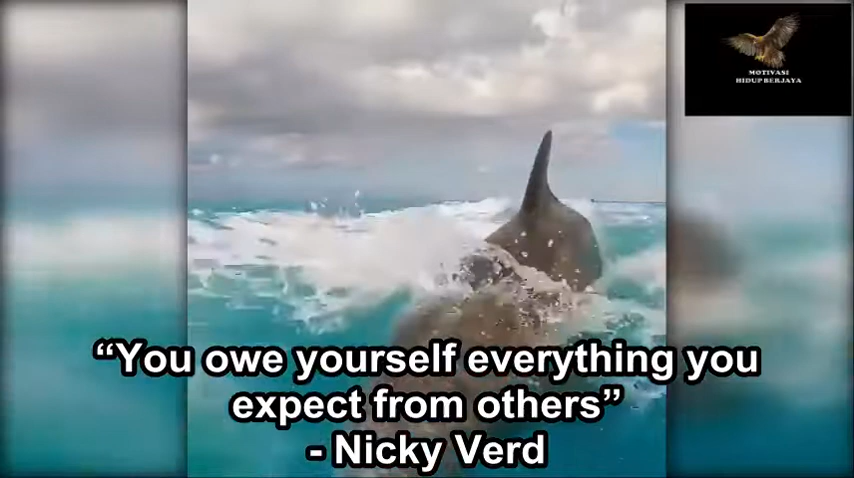 MOTIVASI
HIDUP BERJAYA
“You owe yourself everything you
expect from others”
- Nicky Verd